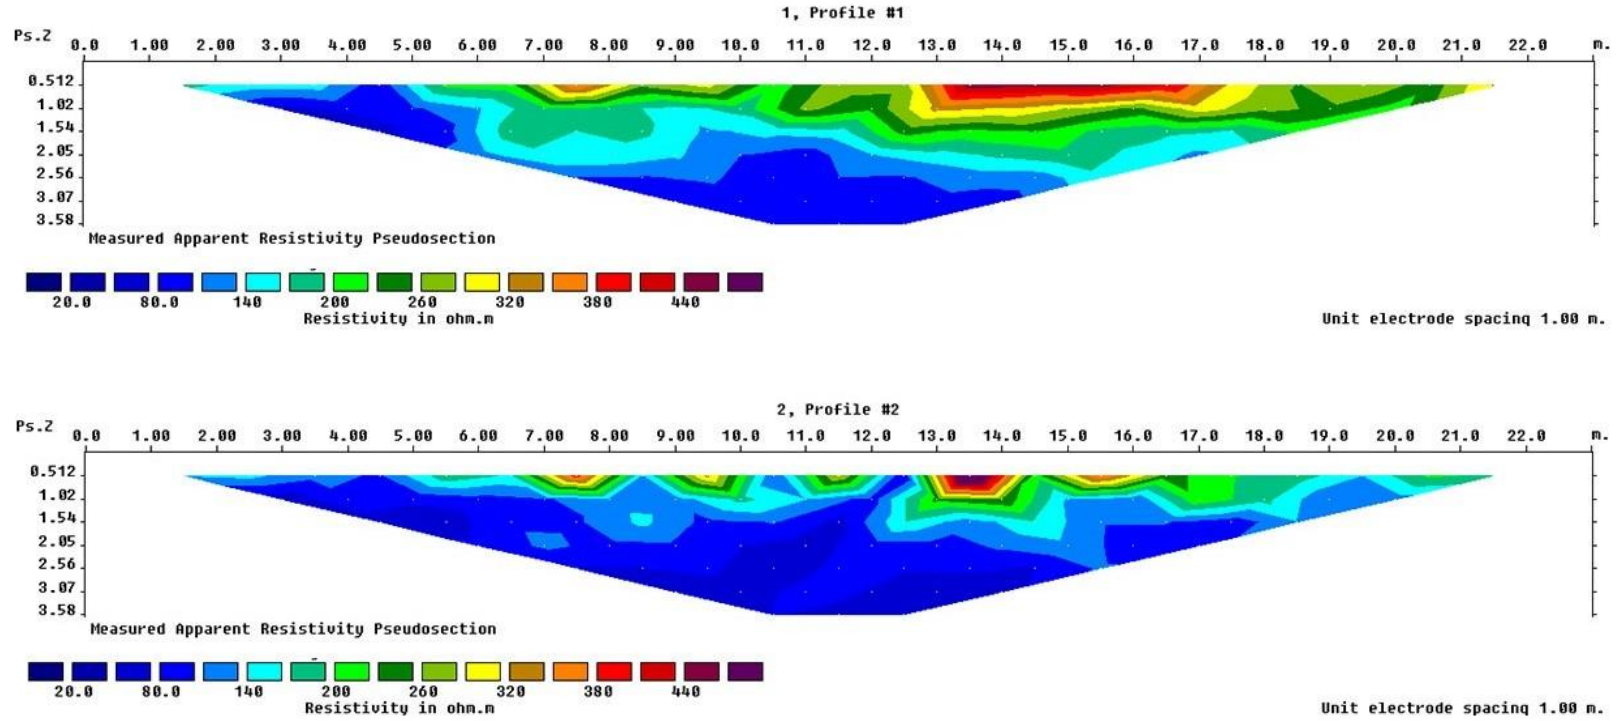 1, Profile #1
Ps.Z 0.0 1.00 2.00 3.00 4.00 5.00 6.00 7.00 8.00 9.00 10.0 11.0 12.0 13.0 14.0 15.0 16.0 17.0 18.0 19.0 20.0 21.0 22.0 m.
0.512
1.02
1.54
2.05
2.56
3.07
3.58
Measured Apparent Resistivity Pseudosection
20.0 80.0 140 200 260 320 380 440
Resistivity in ohm.m
Unit electrode spacing 1.00 m.
2, Profile #2
Ps.Z 0.0 1.00 2.00 3.00 4.00 5.00 6.00 7.00 8.00 9.00 10.0 11.0 12.0 13.0 14.0 15.0 16.0 17.0 18.0 19.0 20.0 21.0 22.0 m.
0.512
1.02
1.54
2.05
2.56
3.07
3.58
Measured Apparent Resistivity Pseudosection
20.0 80.0 140 200 260 320 380 440
Resistivity in ohm.m
Unit electrode spacing 1.00 m.